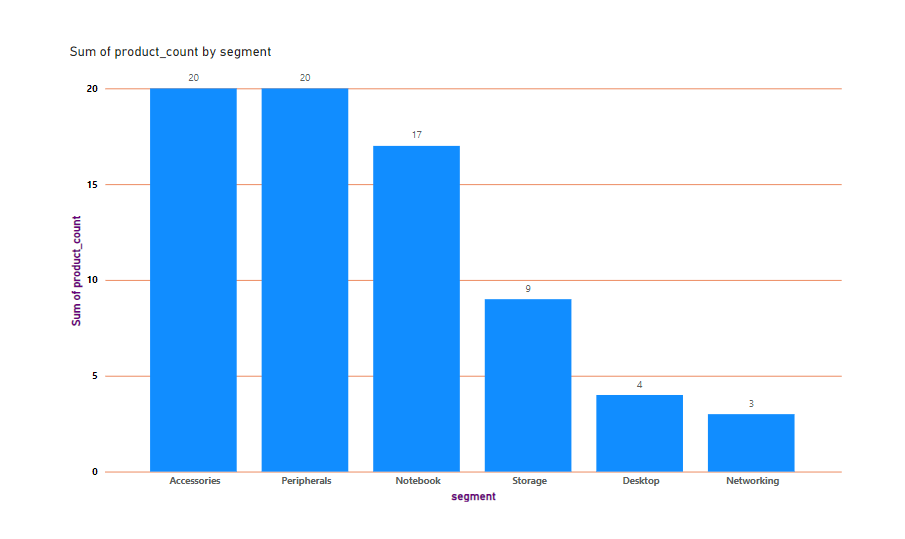 Sum of product_count by segment
20 20
20
17
15
Sum of product_count
10
9
5
4
3
0
Accessories Peripherals Notebook Storage Desktop Networking
segment